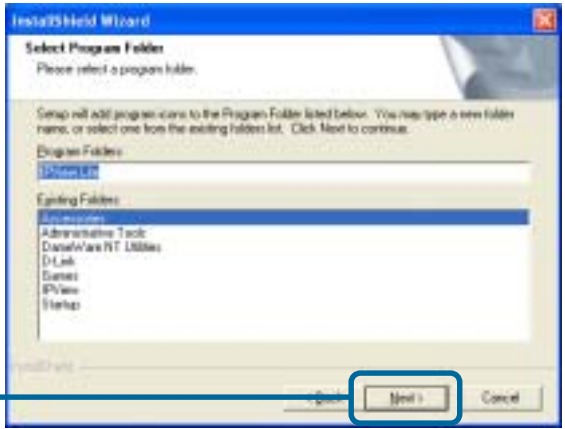 InstallShield Wizard
Select Program Folder
Please select a program folder.
Setup will add program icons to the Program Folder listed below. You may type a new folder
name, or select one from the existing folders list. Click Next to continue.
Program Folders:
IPView Lite
Existing Folders:
Accessories
Administrative Tools
DameWare NT Utilities
D-Link
Games
IPView
Startup
InstallShield
< Back
Next >
Cancel